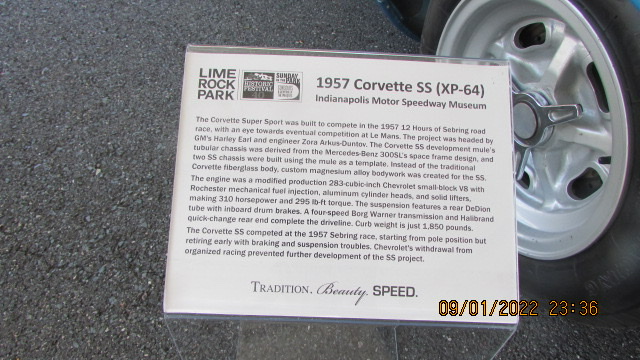 LIME
ROCK
PARK
HISTORIC
FESTIVAL
SUNDAY
IN THE
PARK
1957 Corvette SS (XP-64)
Indianapolis Motor Speedway Museum
The Corvette Super Sport was built to compete in the 1957 12 Hours of Sebring road
race, with an eye towards eventual competition at Le Mans. The project was headed by
GM's Harley Earl and engineer Zora Arkus-Duntov. The Corvette SS development mule's
tubular chassis was derived from the Mercedes-Benz 300SL's space frame design, and
two SS chassis were built using the mule as a template. Instead of the traditional
Corvette fiberglass body, custom magnesium alloy bodywork was created for the SS.
The engine was a modified production 283-cubic-inch Chevrolet small-block V8 with
Rochester mechanical fuel injection, aluminum cylinder heads, and solid lifters,
making 310 horsepower and 295 lb-ft torque. The suspension features a rear DeDion
tube with inboard drum brakes. A four-speed Borg Warner transmission and Halibrand
quick-change rear end complete the driveline. Curb weight is just 1,850 pounds.
The Corvette SS competed at the 1957 Sebring race, starting from pole position but
retiring early with braking and suspension troubles. Chevrolet's withdrawal from
organized racing prevented further development of the SS project.
TRADITION. Beauty. SPEED.
09/01/2022 23:36